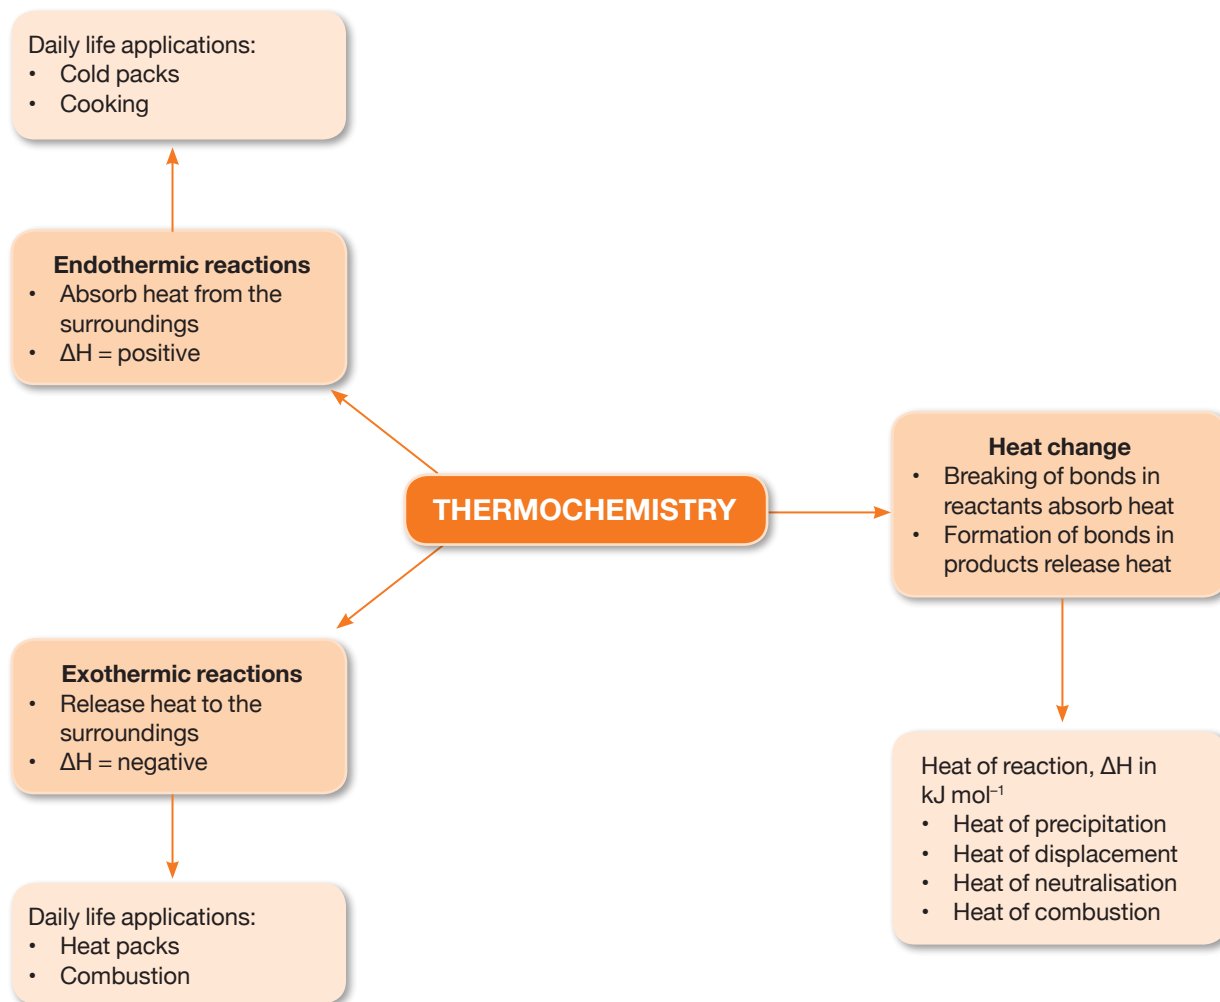 Daily life applications:
• Cold packs
• Cooking
Endothermic reactions
• Absorb heat from the
surroundings
• ΔH = positive
THERMOCHEMISTRY
Heat change
• Breaking of bonds in
reactants absorb heat
• Formation of bonds in
products release heat
Exothermic reactions
• Release heat to the
surroundings
• ΔH = negative
Heat of reaction, ΔH in
kJ mol⁻¹
• Heat of precipitation
• Heat of displacement
• Heat of neutralisation
• Heat of combustion
Daily life applications:
• Heat packs
• Combustion